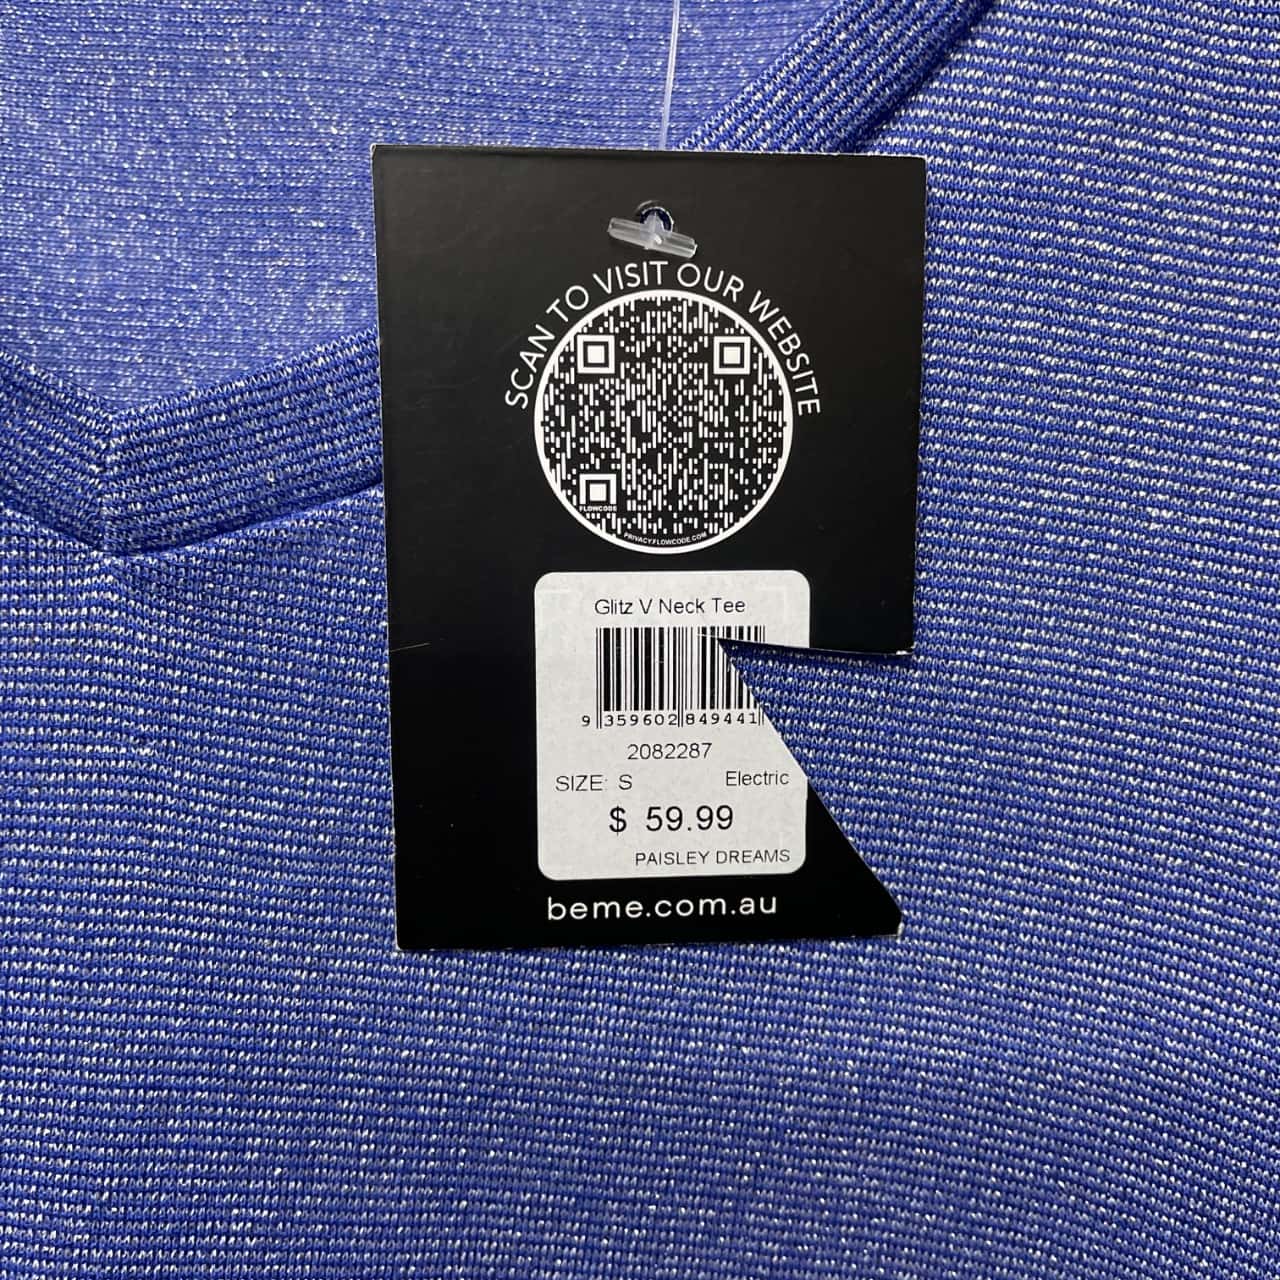 SCAN TO VISIT OUR WEBSITE
FLOWCODE
PRIVACY.FLOWCODE.COM
Glitz V Neck Tee
9 359602 849441
2082287
SIZE: S Electric
$ 59.99
PAISLEY DREAMS
beme.com.au